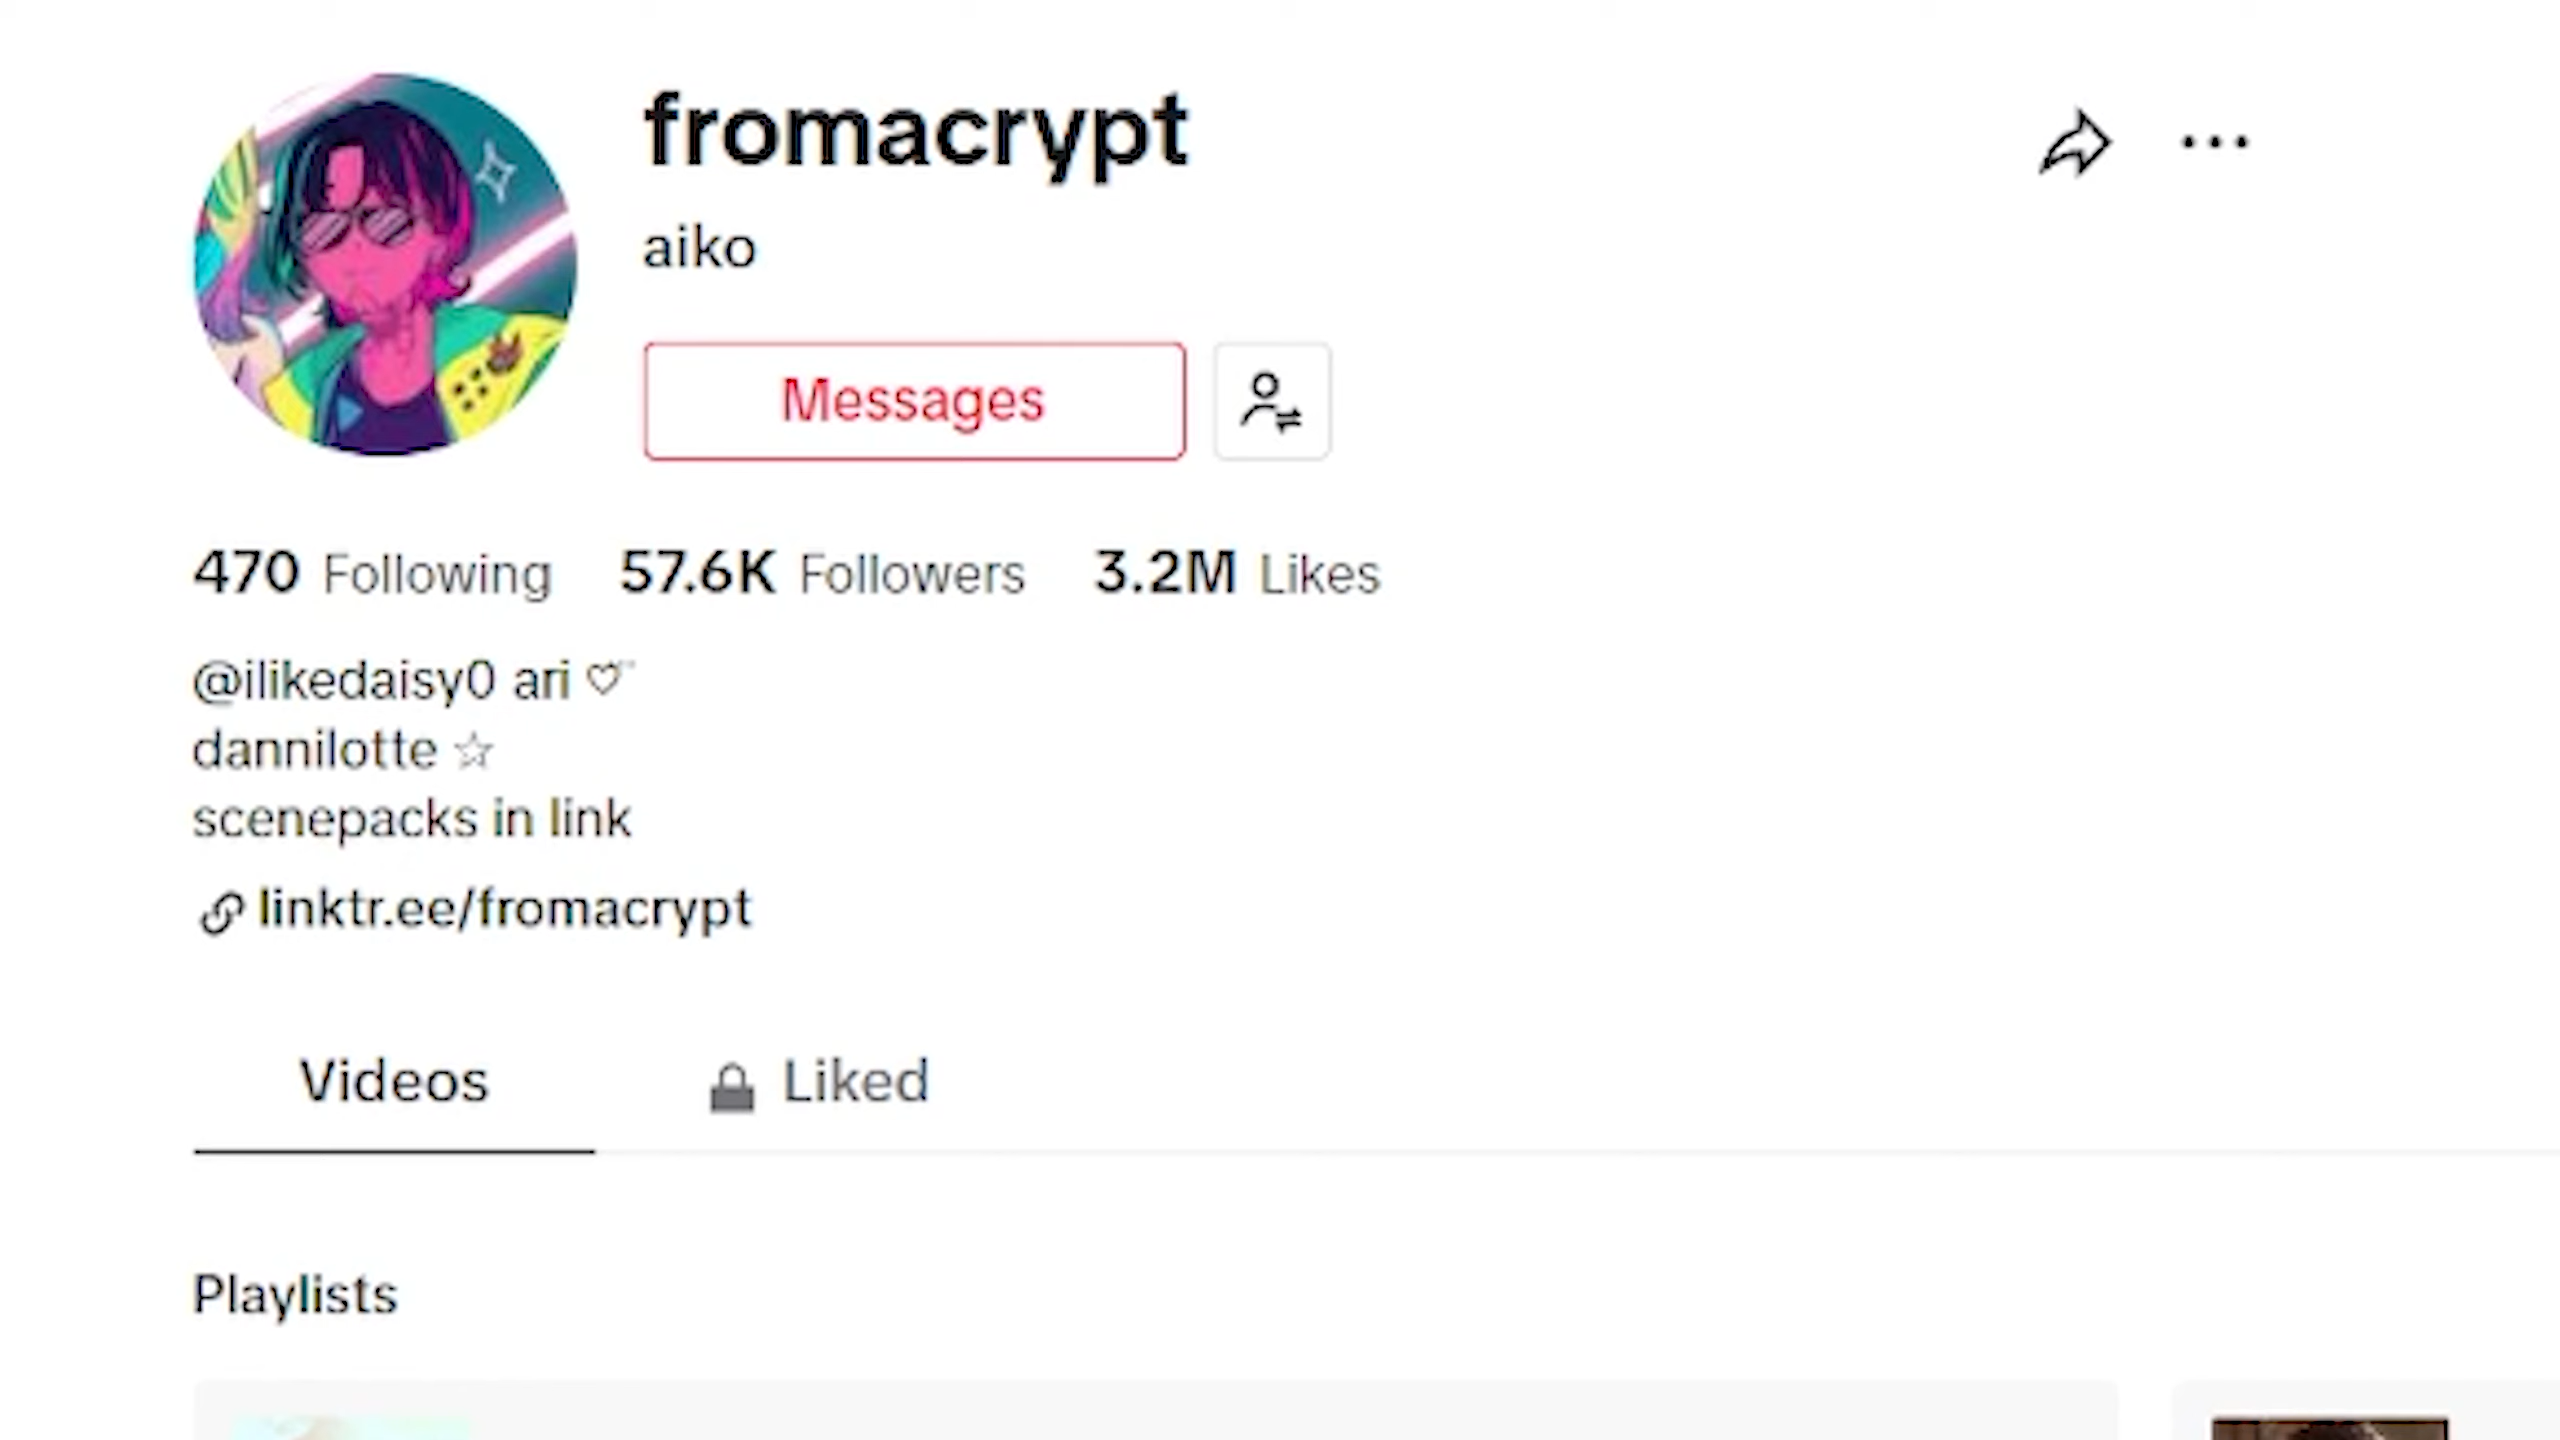 fromacrypt
aiko
Messages
470 Following 57.6K Followers 3.2M Likes
@ilikedaisy0 ari ♡¨
dannilotte ☆
scenepacks in link
linktr.ee/fromacrypt
Videos Liked
Playlists